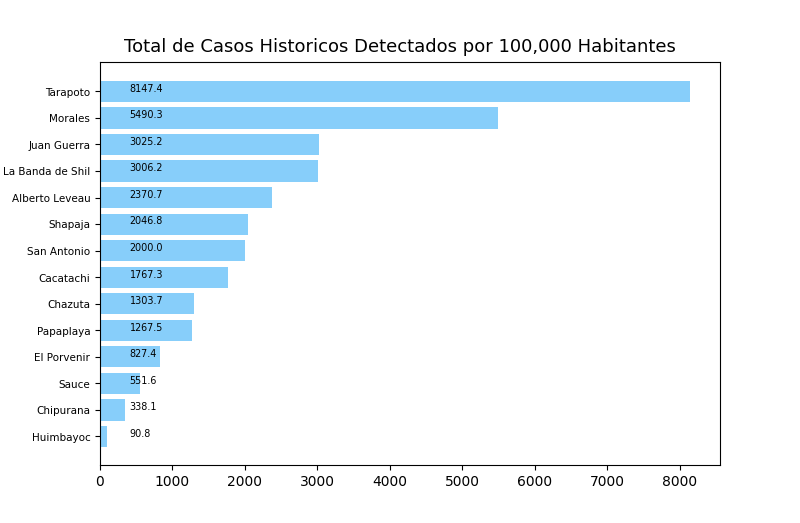 Total de Casos Historicos Detectados por 100,000 Habitantes
Tarapoto 8147.4
Morales 5490.3
Juan Guerra 3025.2
La Banda de Shil 3006.2
Alberto Leveau 2370.7
Shapaja 2046.8
San Antonio 2000.0
Cacatachi 1767.3
Chazuta 1303.7
Papaplaya 1267.5
El Porvenir 827.4
Sauce 551.6
Chipurana 338.1
Huimbayoc 90.8
0 1000 2000 3000 4000 5000 6000 7000 8000